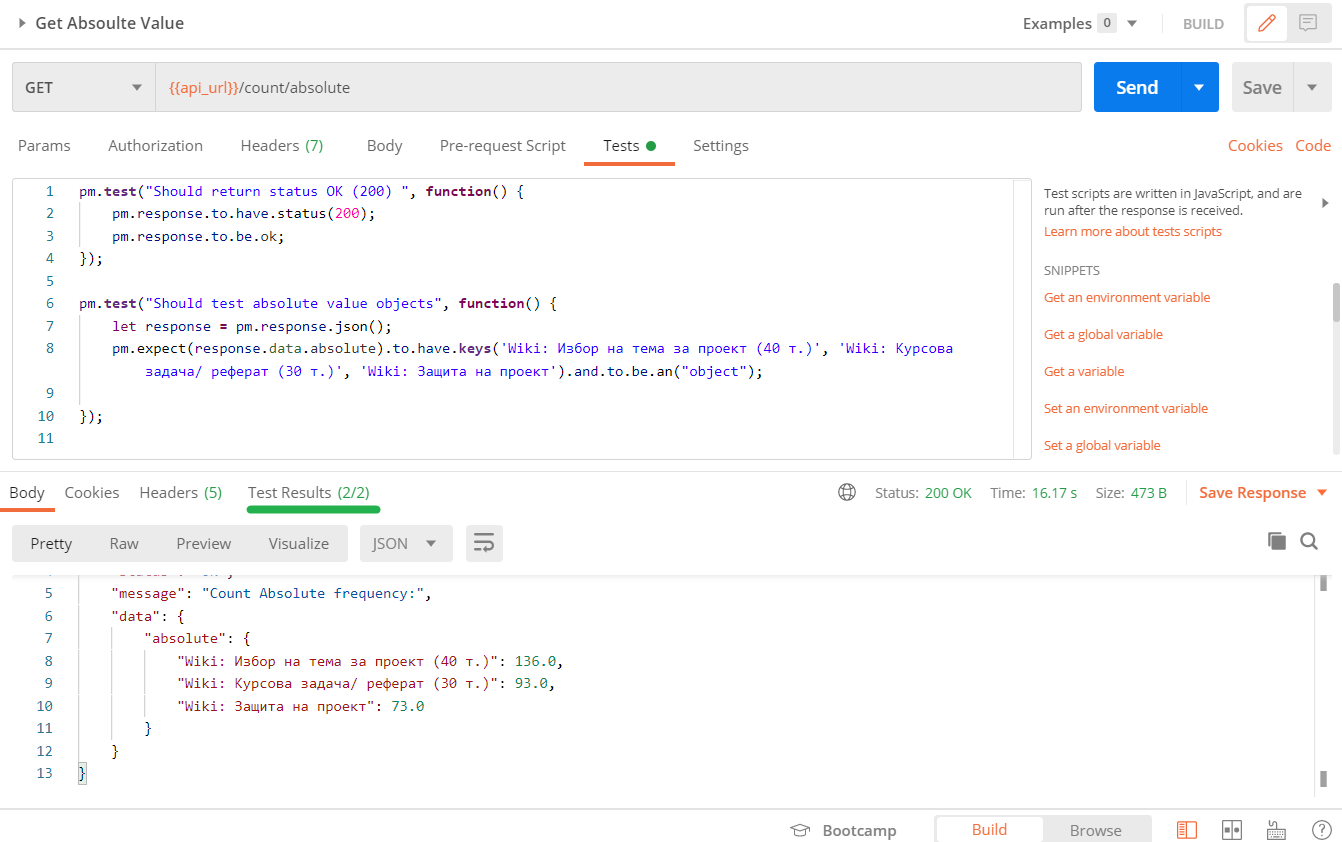 Get Absoulte Value
Examples 0
BUILD
GET
{{api_url}}/count/absolute
Send
Save
Params Authorization Headers (7) Body Pre-request Script Tests Settings
Cookies Code
1 pm.test("Should return status OK (200) ", function() {
2 pm.response.to.have.status(200);
3 pm.response.to.be.ok;
4 });
5
6 pm.test("Should test absolute value objects", function() {
7 let response = pm.response.json();
8 pm.expect(response.data.absolute).to.have.keys('Wiki: Избор на тема за проект (40 т.)', 'Wiki: Курсова
задача/ реферат (30 т.)', 'Wiki: Защита на проект').and.to.be.an("object");
9
10 });
11
Test scripts are written in JavaScript, and are
run after the response is received.
Learn more about tests scripts
SNIPPETS
Get an environment variable
Get a global variable
Get a variable
Set an environment variable
Set a global variable
Body Cookies Headers (5) Test Results (2/2)
Status: 200 OK Time: 16.17 s Size: 473 B
Save Response
Pretty Raw Preview Visualize JSON
5 "message": "Count Absolute frequency:",
6 "data": {
7 "absolute": {
8 "Wiki: Избор на тема за проект (40 т.)": 136.0,
9 "Wiki: Курсова задача/ реферат (30 т.)": 93.0,
10 "Wiki: Защита на проект": 73.0
11 }
12 }
13 }
Bootcamp
Build
Browse